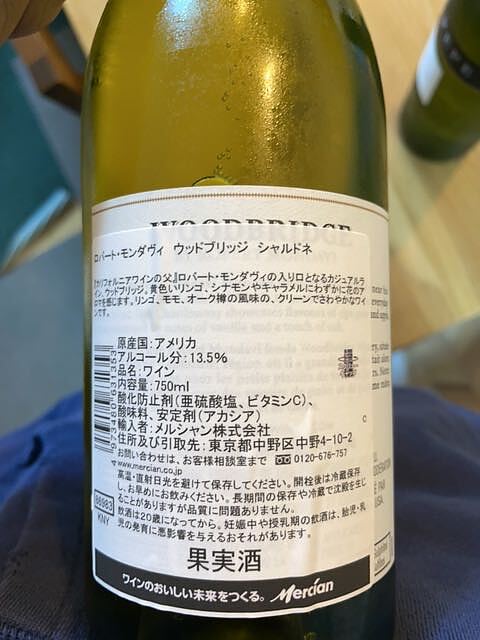 WOODBRIDGE
ロバート・モンダヴィ ウッドブリッジ シャルドネ
『カリフォルニアワインの父』ロバート・モンダヴィの入り口となるカジュアルラ
イン、ウッドブリッジ。黄色いリンゴ、シナモンやキャラメルにわずかに花のア
ロマを感じます。リンゴ、モモ、オーク樽の風味の、クリーンでさわやかなワイ
ンです。
原産国:アメリカ
アルコール分:13.5%
品名:ワイン
内容量:750ml
酸化防止剤(亜硫酸塩、ビタミンC)、
酸味料、安定剤(アカシア)
輸入者:メルシャン株式会社
住所及び引取先:東京都中野区中野4-10-2
お問い合わせは、お客様相談室まで 0120-676-757
www.mercian.co.jp
高温・直射日光を避けて保存してください。開栓後は冷蔵保存
し、お早めにお飲みください。長期間の保存や冷蔵で沈殿を生じ
ることがありますが品質に問題ありません。
飲酒は20歳になってから。妊娠中や授乳期の飲酒は、胎児・乳
児の発育に悪影響を与えるおそれがあります。
86983
KNY
果実酒
ワインのおいしい未来をつくる。 Mercian